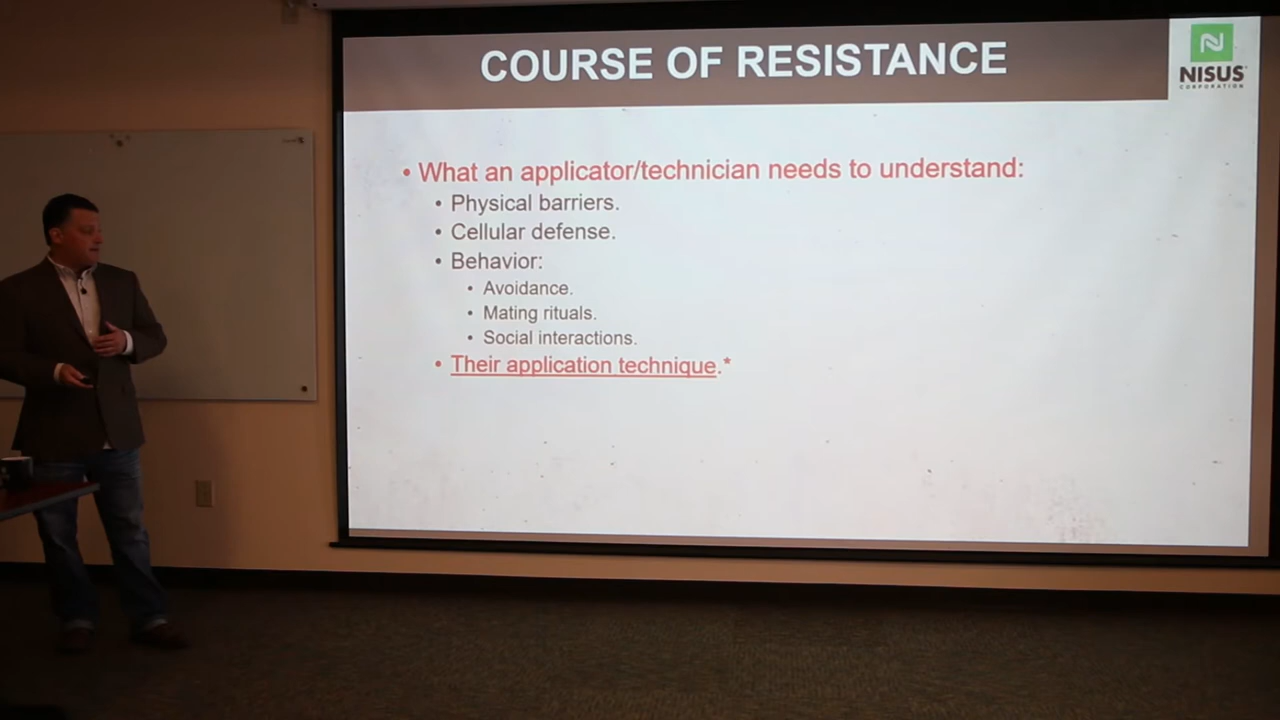 COURSE OF RESISTANCE
NISUS
CORPORATION
• What an applicator/technician needs to understand:
• Physical barriers.
• Cellular defense.
• Behavior:
• Avoidance.
• Mating rituals.
• Social interactions.
• Their application technique.*